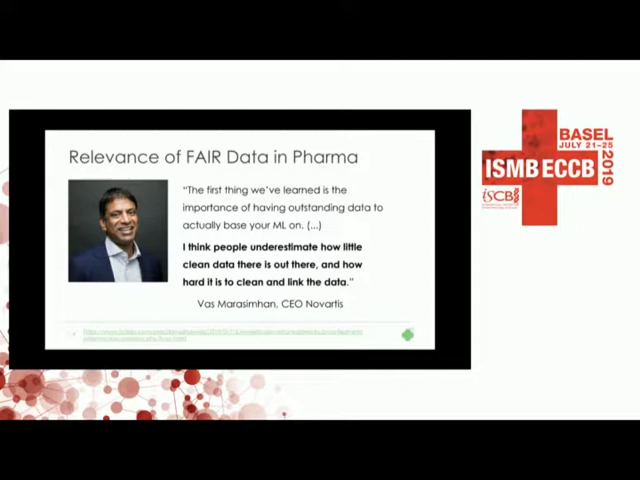 Relevance of FAIR Data in Pharma
“The first thing we’ve learned is the
importance of having outstanding data to
actually base your ML on. (...)
I think people underestimate how little
clean data there is out there, and how
hard it is to clean and link the data.”
Vas Marasimhan, CEO Novartis
BASEL
JULY 21-25
2019
ISMB ECCB
iSCB